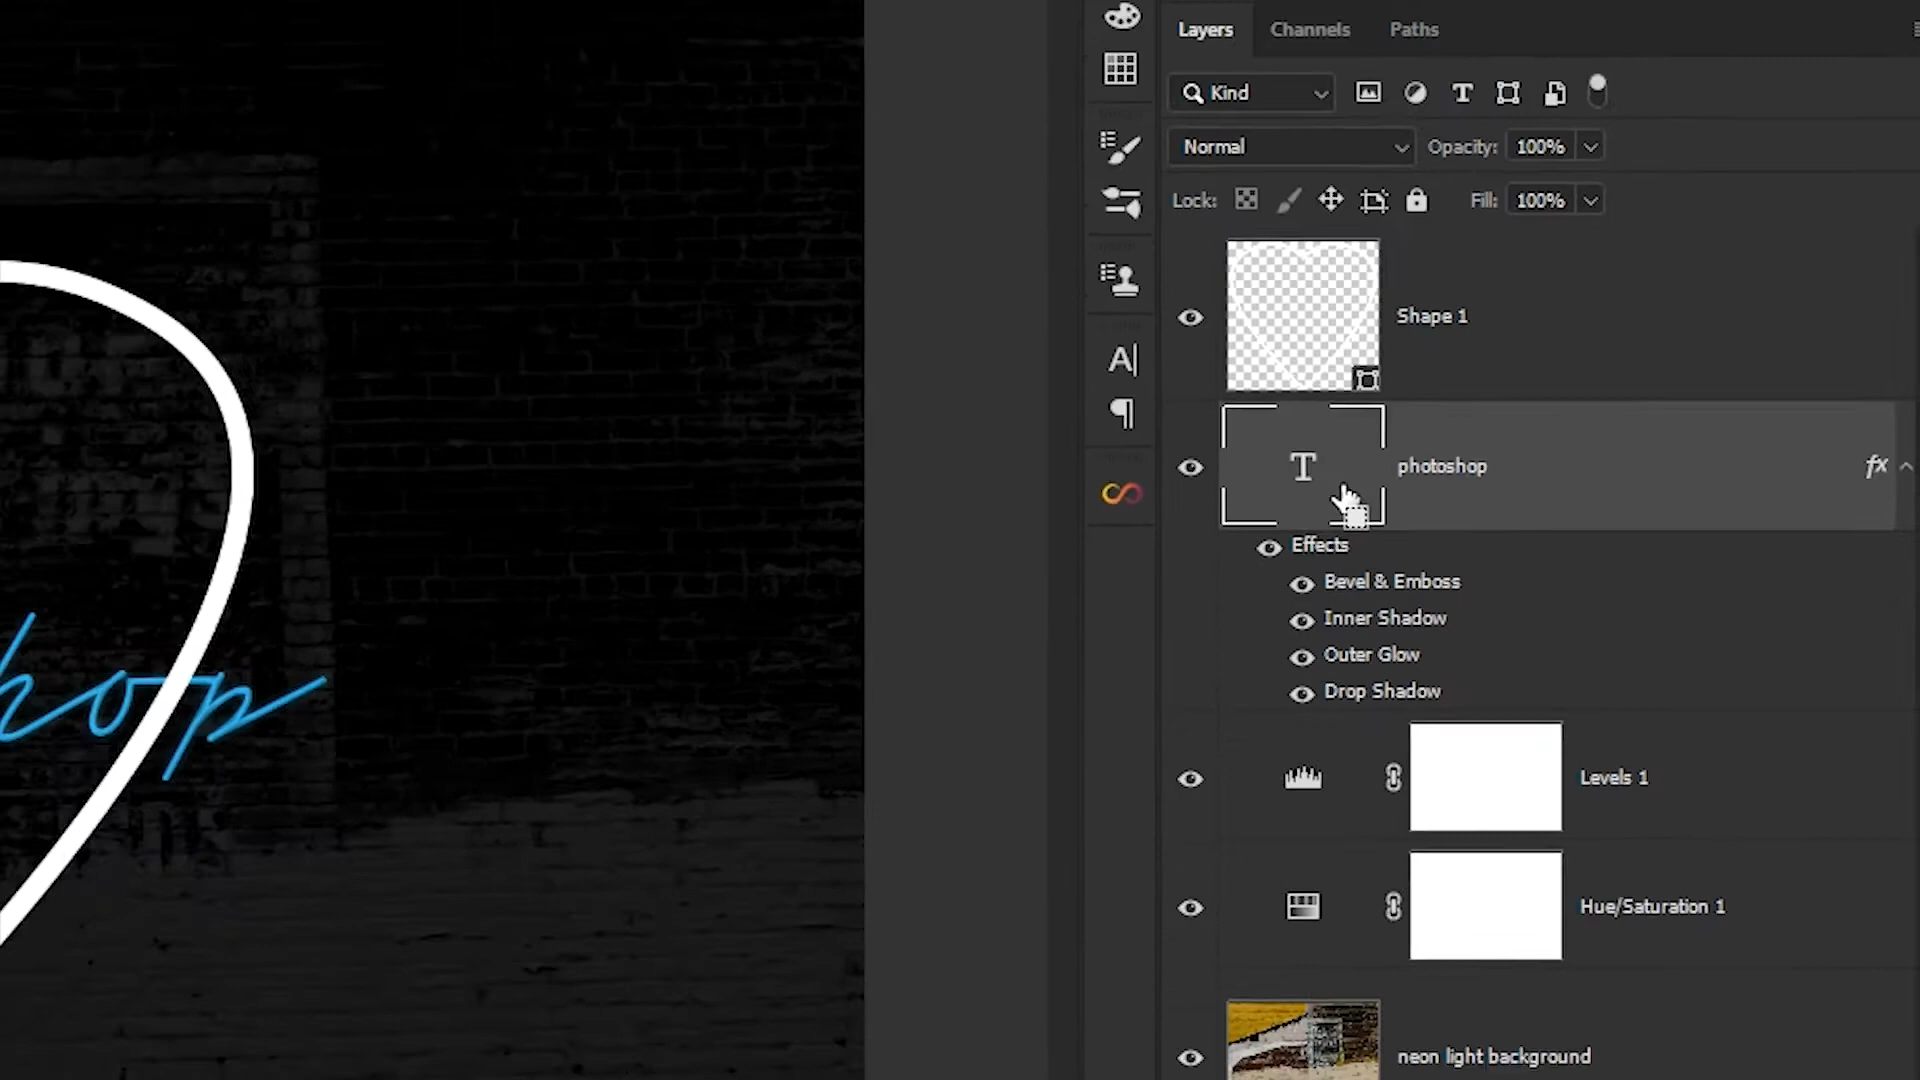 Layers Channels Paths
Kind
Normal Opacity: 100%
Lock: Fill: 100%
Shape 1
T photoshop fx
Effects
Bevel & Emboss
Inner Shadow
Outer Glow
hop
Drop Shadow
Levels 1
Hue/Saturation 1
neon light background